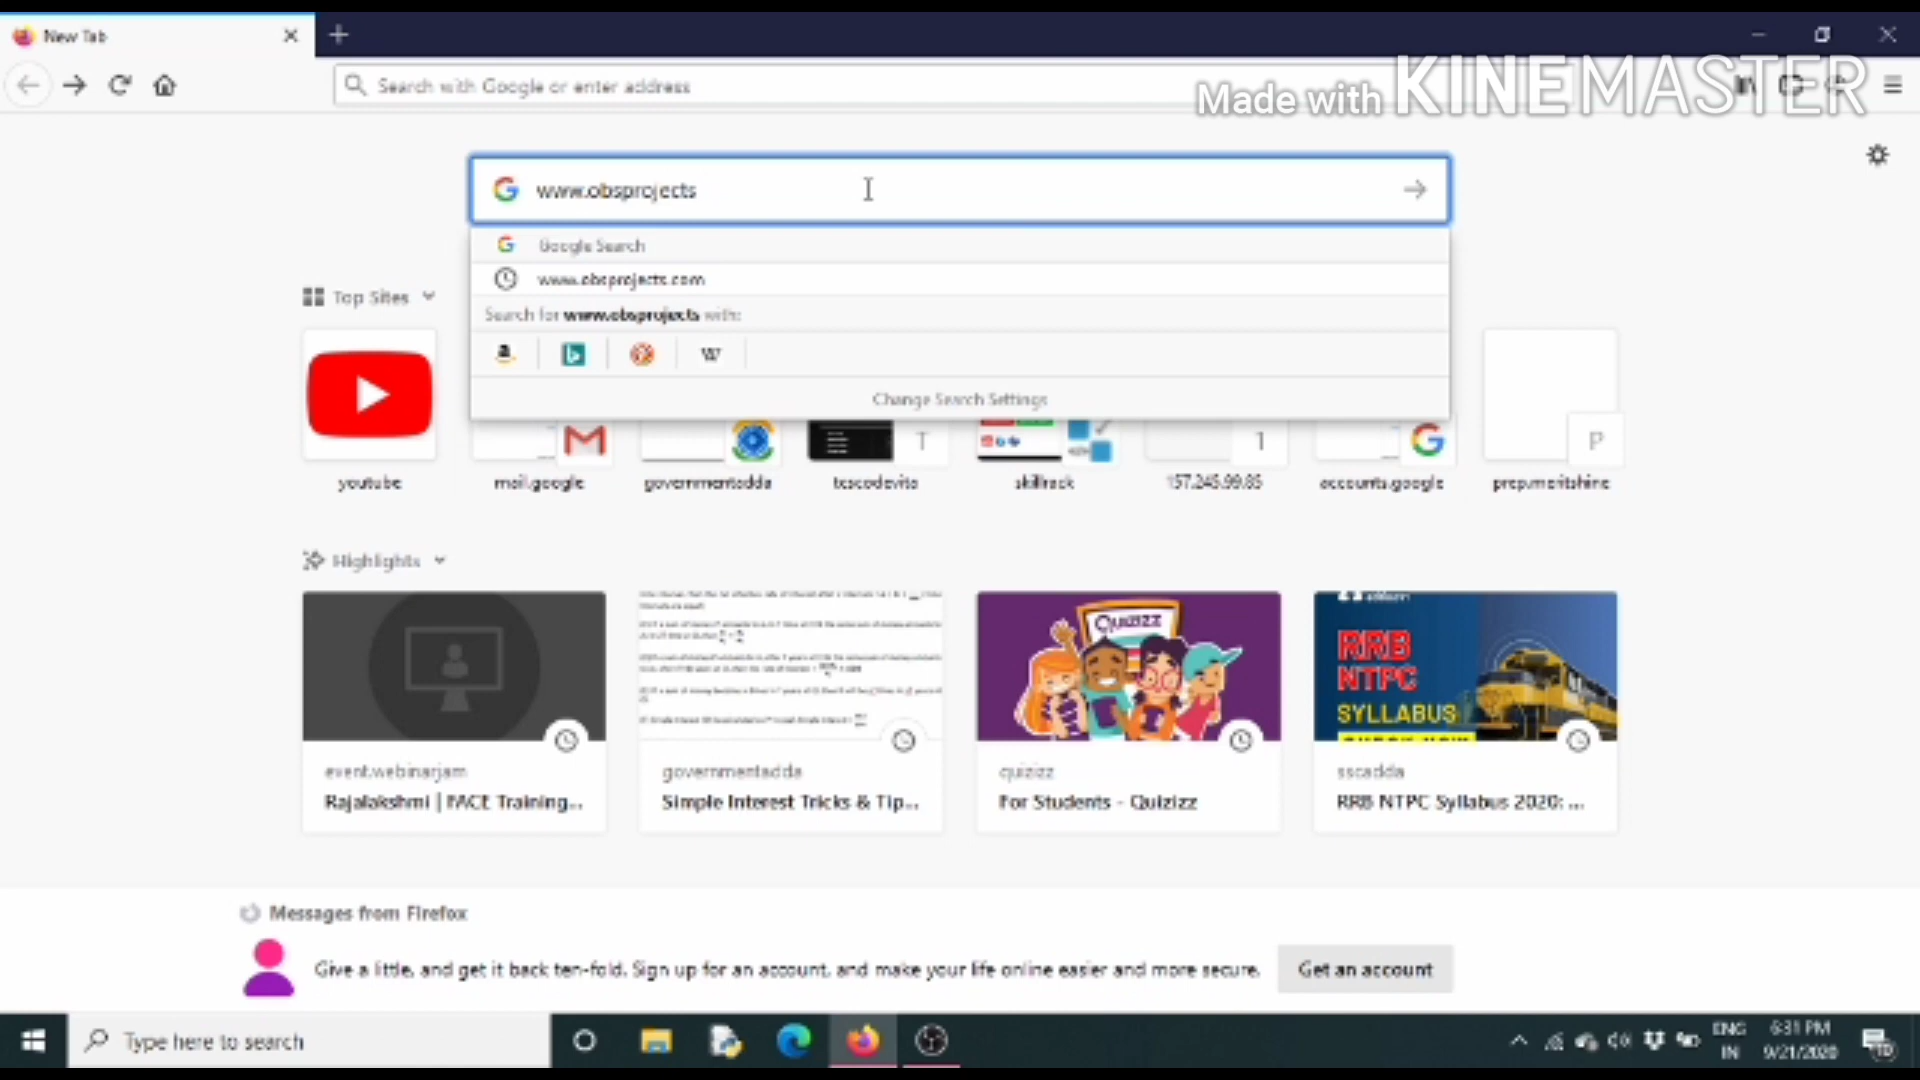 New Tab
Search with Google or enter address
Made with KINEMASTER
www.obsprojects
Google Search
www.obsprojects.com
Search for www.obsprojects with:
a
b
W
Change Search Settings
Top Sites
T
1
P
youtube
mail.google
governmentadda
tcscodevita
skillrack
157.245.99.85
accounts.google
prep.meritshine
Highlights
Quizizz
RRB
NTPC
SYLLABUS
event.webinarjam
Rajalakshmi | FACE Training...
governmentadda
Simple Interest Tricks & Tip...
quizizz
For Students - Quizizz
sscadda
RRB NTPC Syllabus 2020: ...
Messages from Firefox
Give a little, and get it back ten-fold. Sign up for an account, and make your life online easier and more secure.
Get an account
Type here to search
ENG
IN
6:31 PM
9/21/2020
10